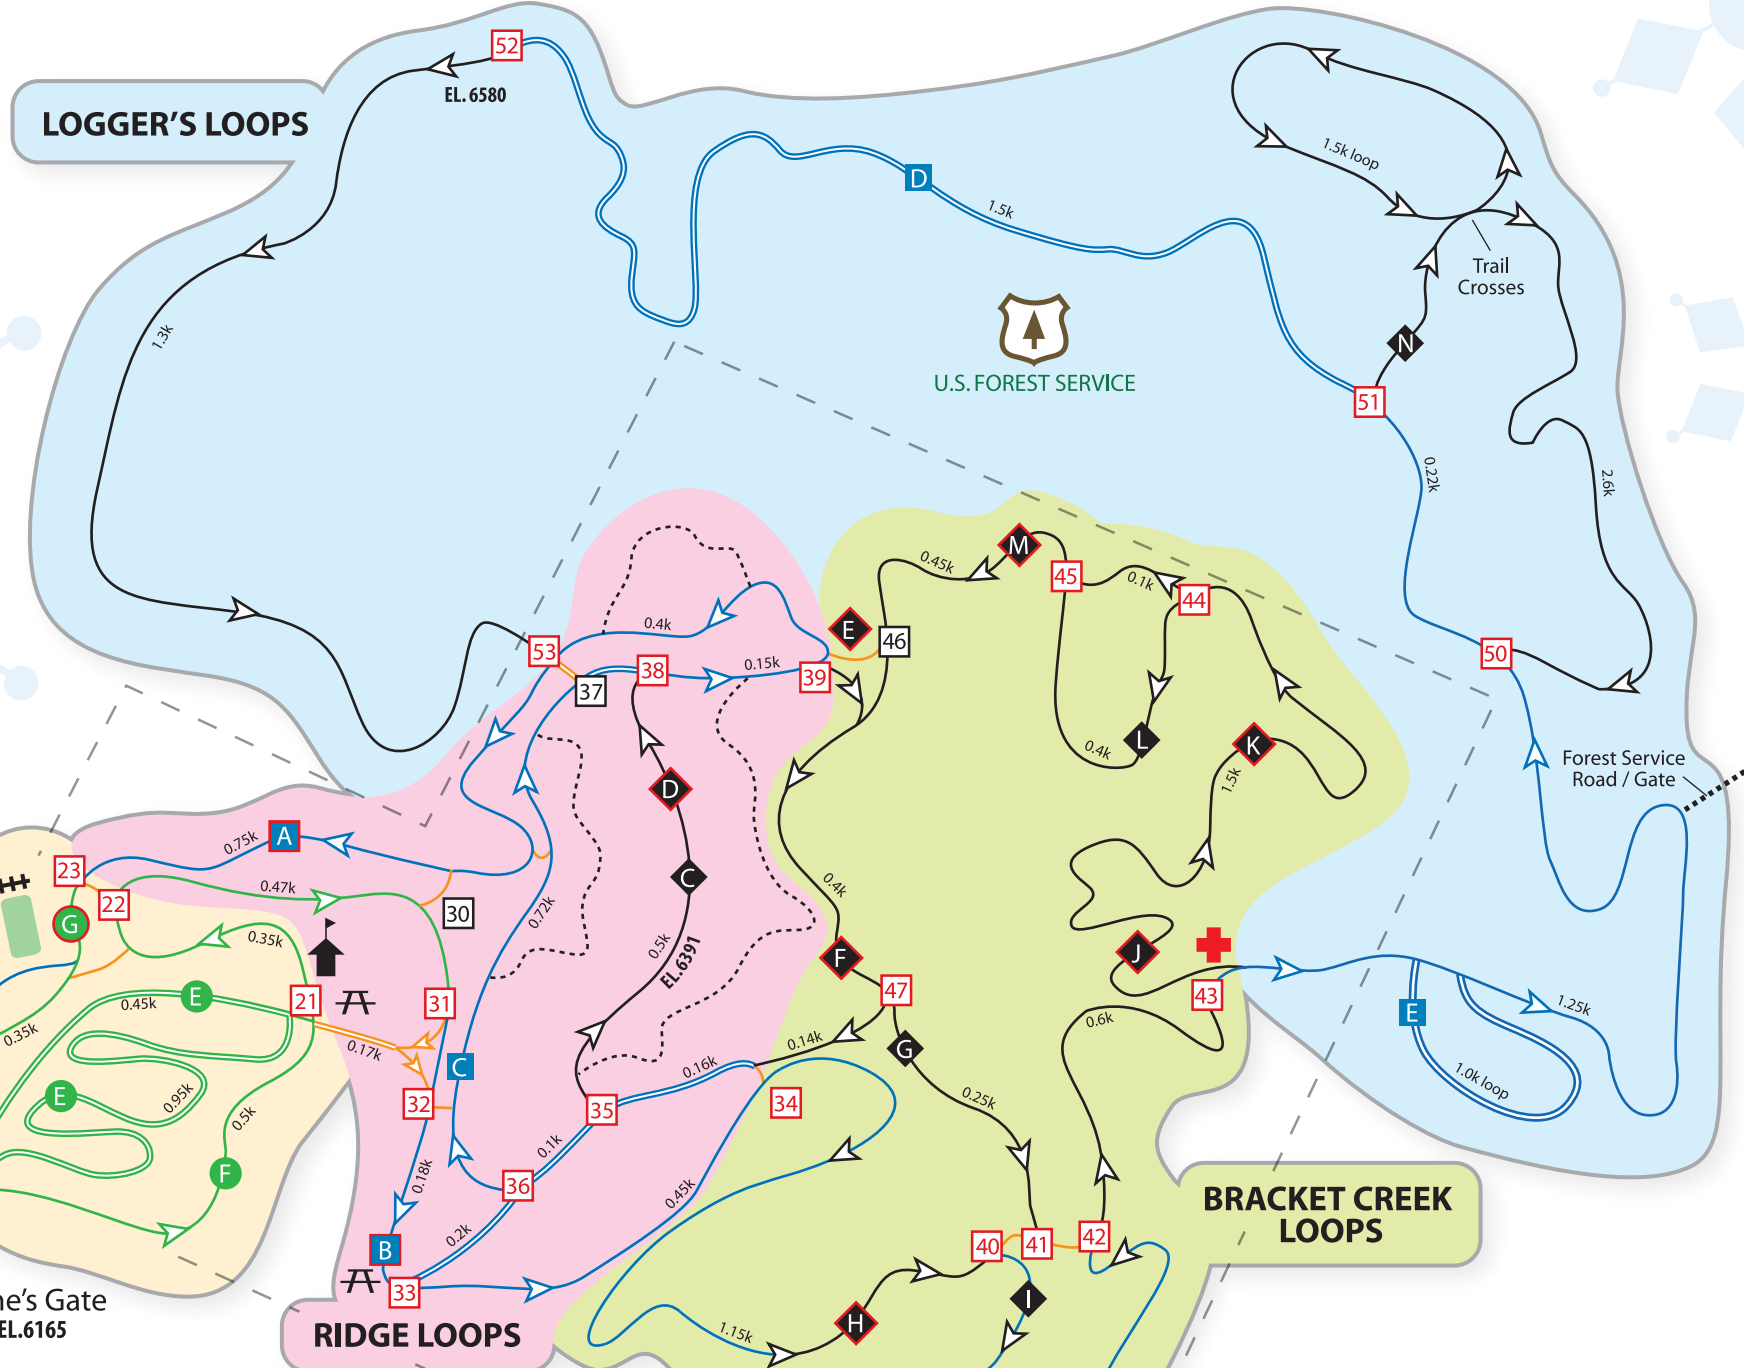 52
EL. 6580
LOGGER'S LOOPS
1.5k loop
D
1.5k
Trail
Crosses
1.3k
N
U.S. FOREST SERVICE
51
0.22k
2.6k
M
0.45k
45
0.1k
44
E
46
0.4k
53
38
0.15k
39
37
50
L
0.4k
K
1.5k
Forest Service
Road / Gate
D
A
0.75k
23
0.47k
22
C
0.4k
30
G
0.35k
0.72k
0.5k
EL. 6391
F
J
E
0.45k
21
31
47
43
0.35k
0.17k
E
1.25k
0.6k
0.14k
G
C
0.16k
E
0.95k
32
35
34
0.25k
1.0k loop
0.5k
0.1k
F
0.18k
36
0.45k
BRACKET CREEK
LOOPS
B
0.2k
40
41
42
33
I
ne's Gate
EL.6165
RIDGE LOOPS
1.15k
H